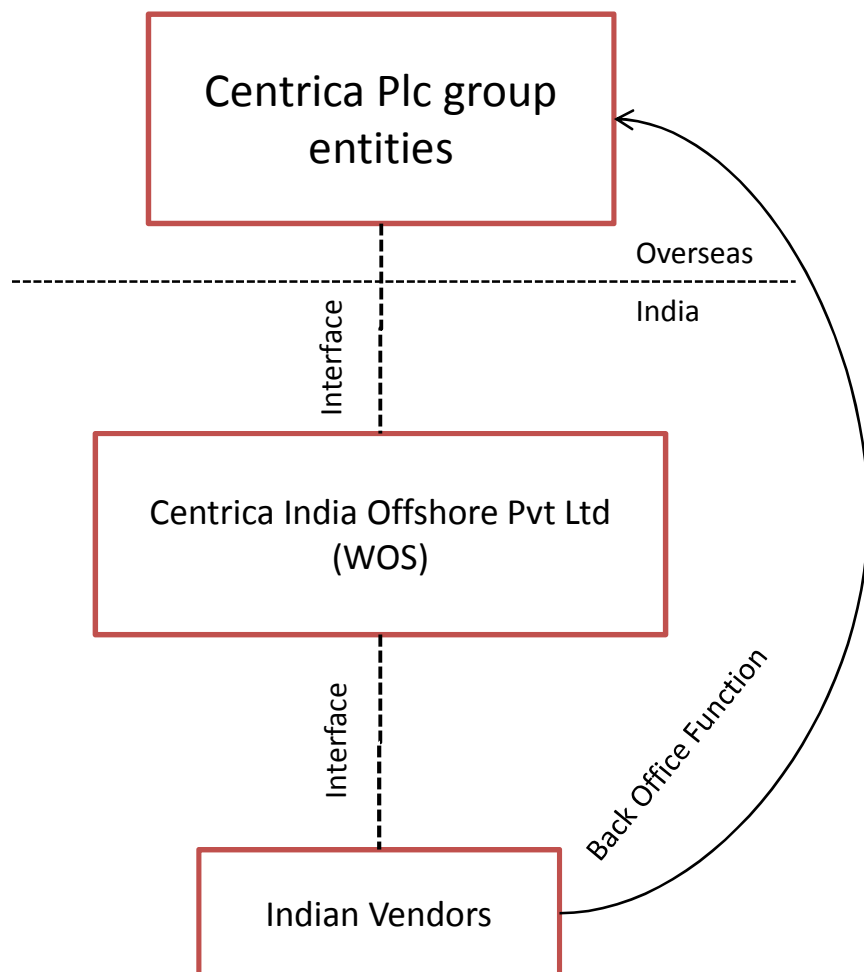 Centrica Plc group
entities
Overseas
India
Interface
Centrica India Offshore Pvt Ltd
(WOS)
Interface
Back Office Function
Indian Vendors